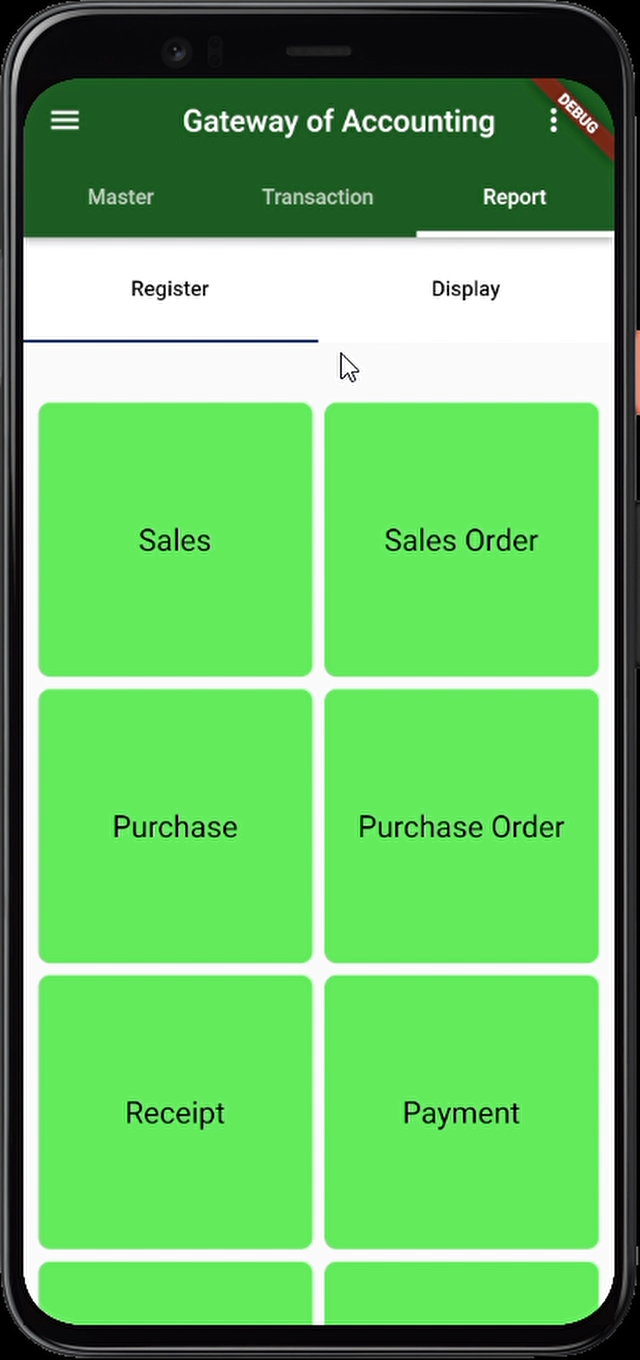 Gateway of Accounting
DEBUG
Master Transaction Report
Register Display
Sales Sales Order
Purchase Purchase Order
Receipt Payment